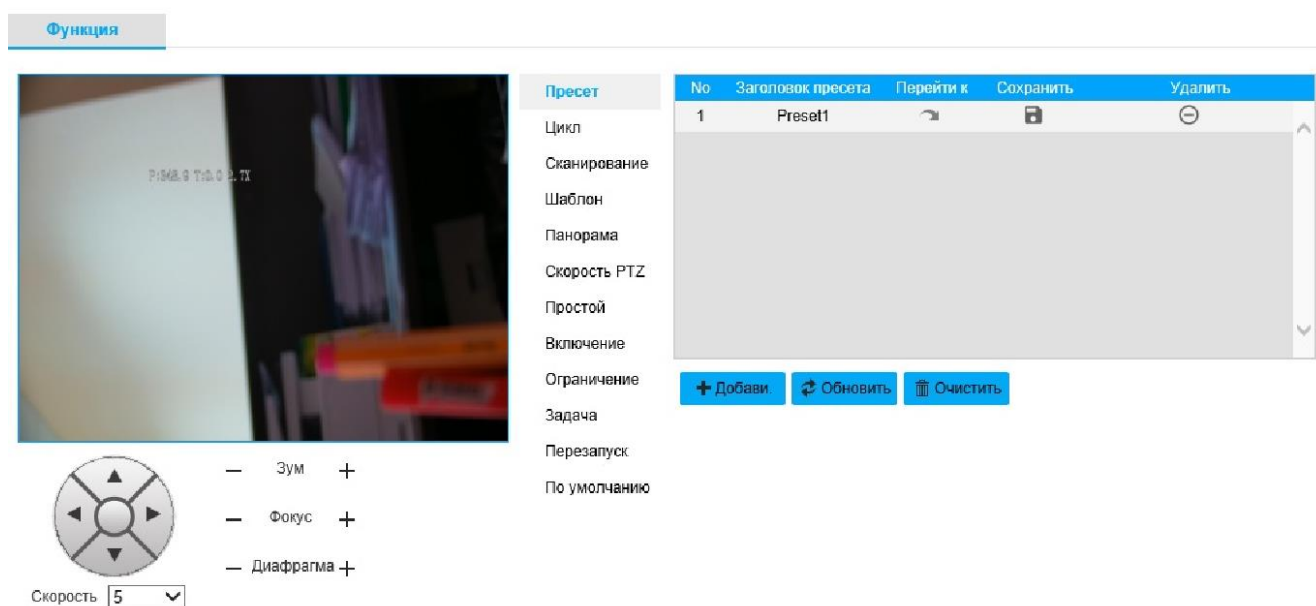 Функция
Пресет
Цикл
Сканирование
Шаблон
Панорама
Скорость PTZ
Простой
Включение
Ограничение
Задача
Перезапуск
По умолчанию
No Заголовок пресета Перейти к Сохранить Удалить
1 Preset1
Добави. Обновить Очистить
Зум
Фокус
Диафрагма
Скорость 5